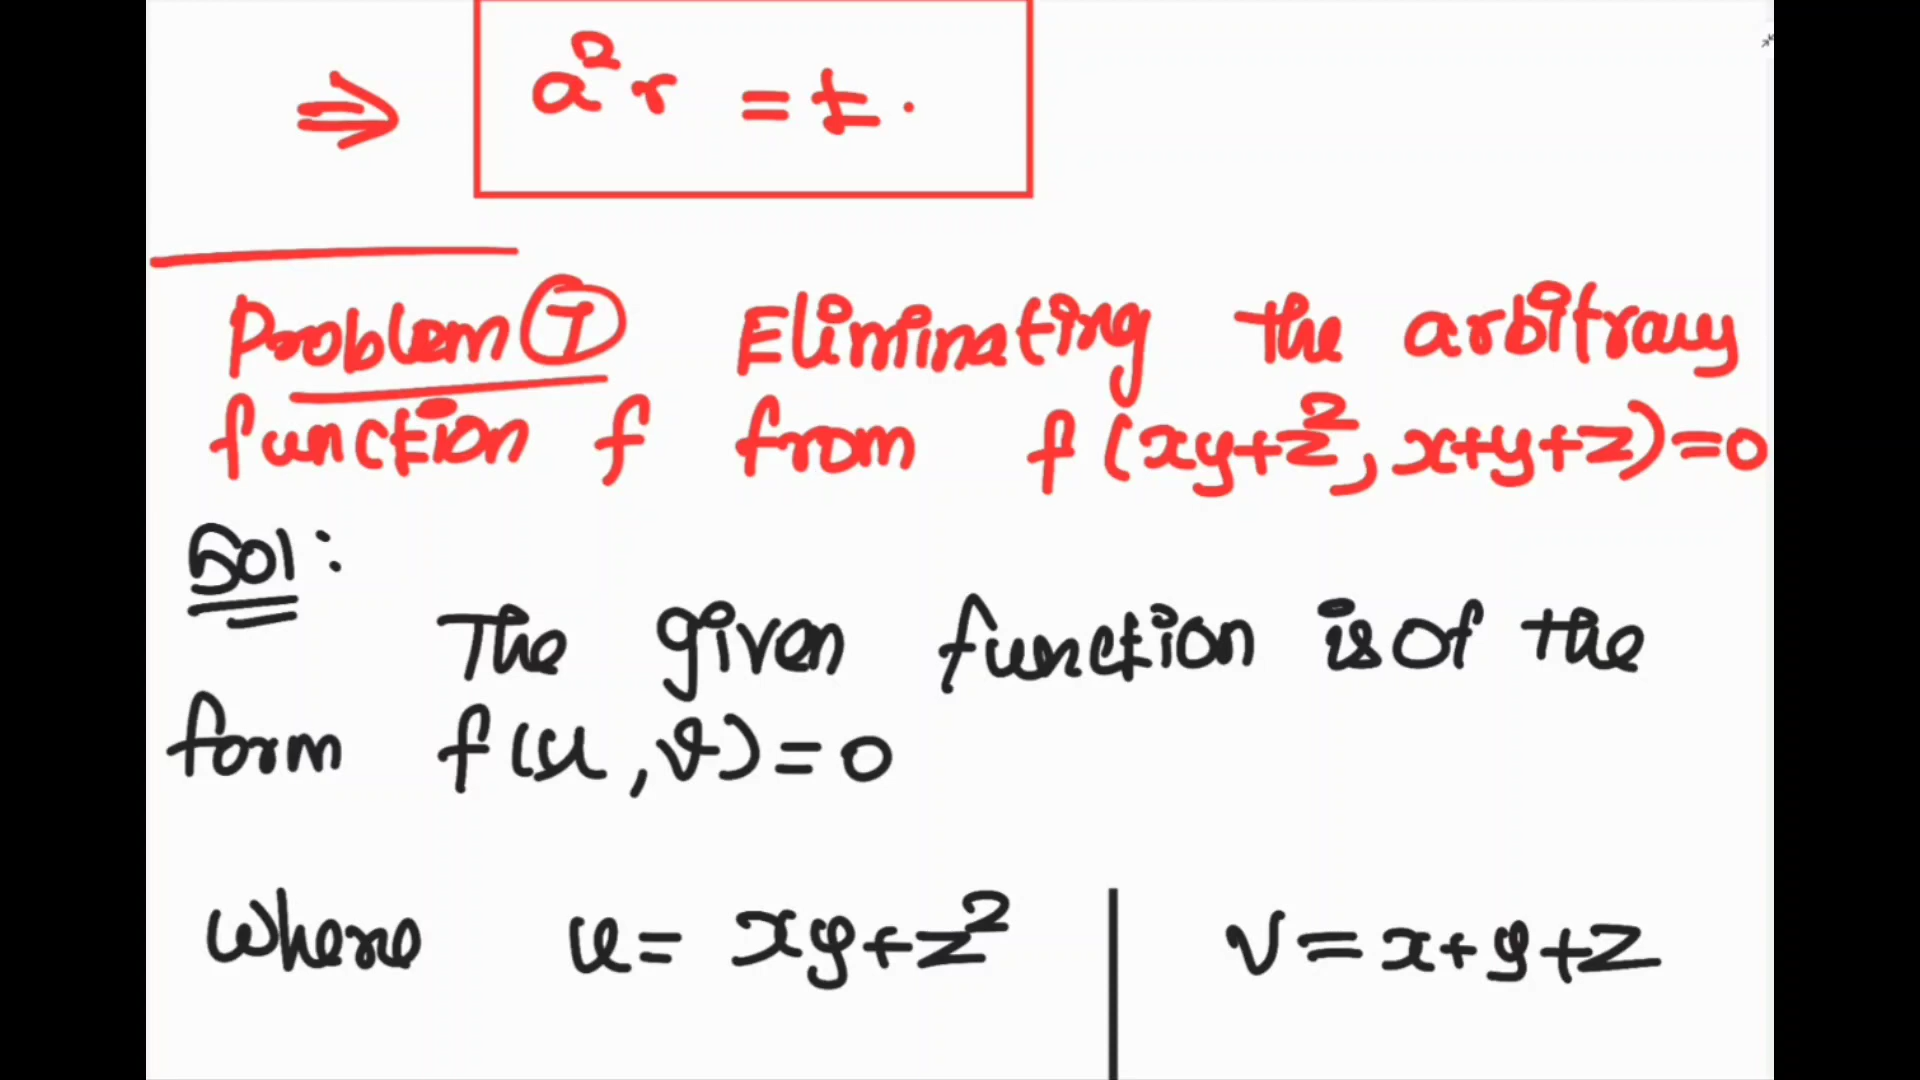 ⇒ a²r = t.
Problem ⑦ Eliminating the arbitrary
function f from f(xy+z², x+y+z)=0
Sol:
The given function is of the
form f(u,v)=0
where u= xy+z² | v=x+y+z